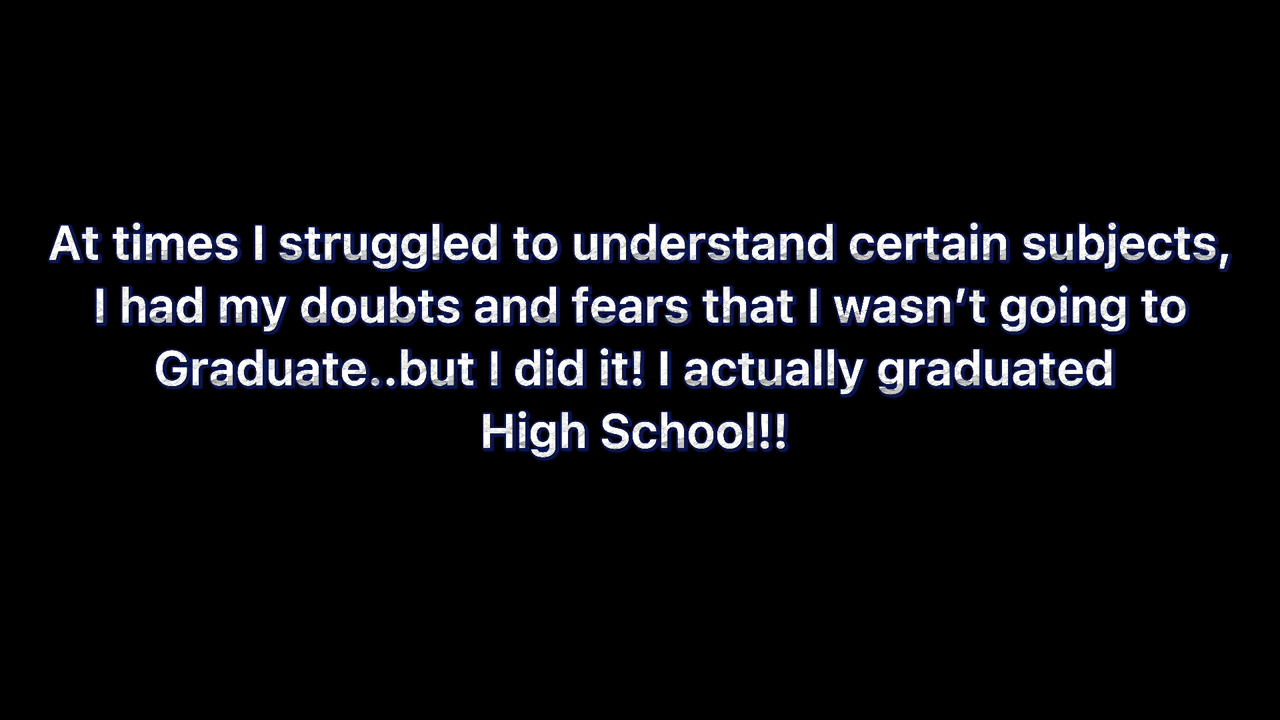 At times I struggled to understand certain subjects,
I had my doubts and fears that I wasn’t going to
Graduate..but I did it! I actually graduated
High School!!